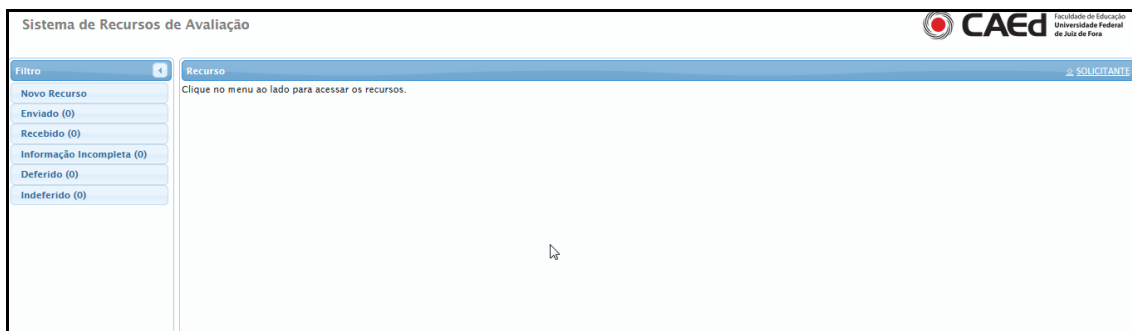 Sistema de Recursos de Avaliação
CAEd
Faculdade de Educação
Universidade Federal
de Juiz de Fora
Filtro
Novo Recurso
Enviado (0)
Recebido (0)
Informação Incompleta (0)
Deferido (0)
Indeferido (0)
Recurso
SOLICITANTE
Clique no menu ao lado para acessar os recursos.